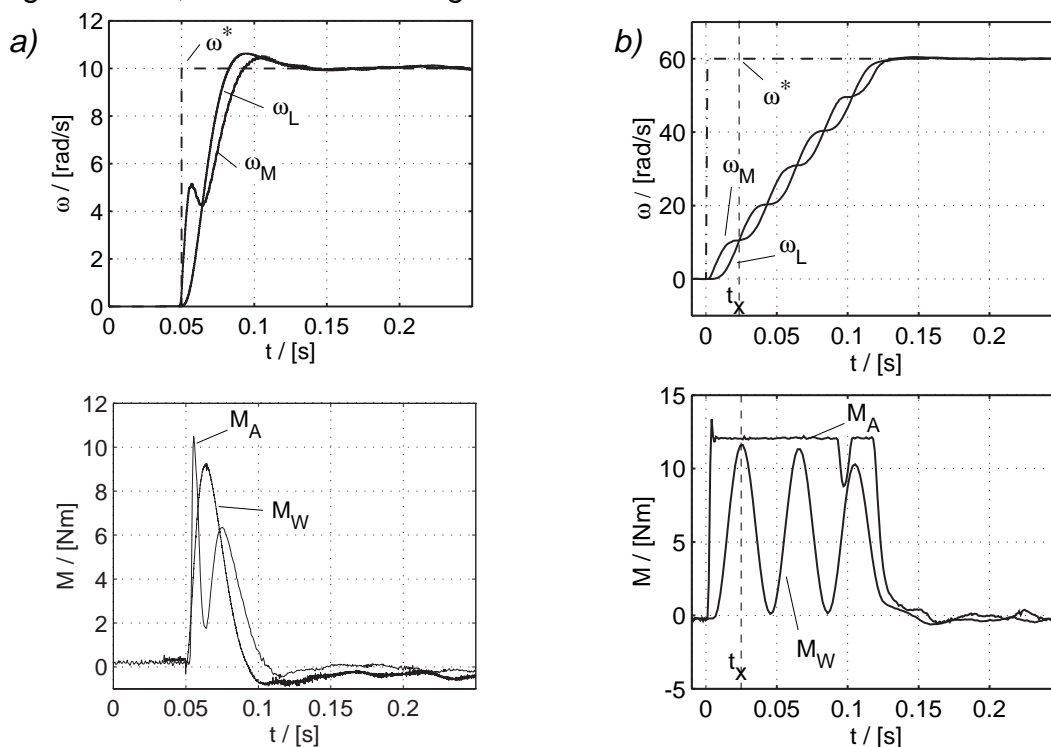 a)
ω / [rad/s]
12
10
8
6
4
2
0
ω*
ωL
ωM
0 0.05 0.1 0.15 0.2
t / [s]
b)
ω / [rad/s]
60
40
20
0
ω*
ωM
ωL
tx
0 0.05 0.1 0.15 0.2
t / [s]
M / [Nm]
12
10
8
6
4
2
0
MA
MW
0 0.05 0.1 0.15 0.2
t / [s]
M / [Nm]
15
10
5
0
-5
MA
MW
tx
0 0.05 0.1 0.15 0.2
t / [s]